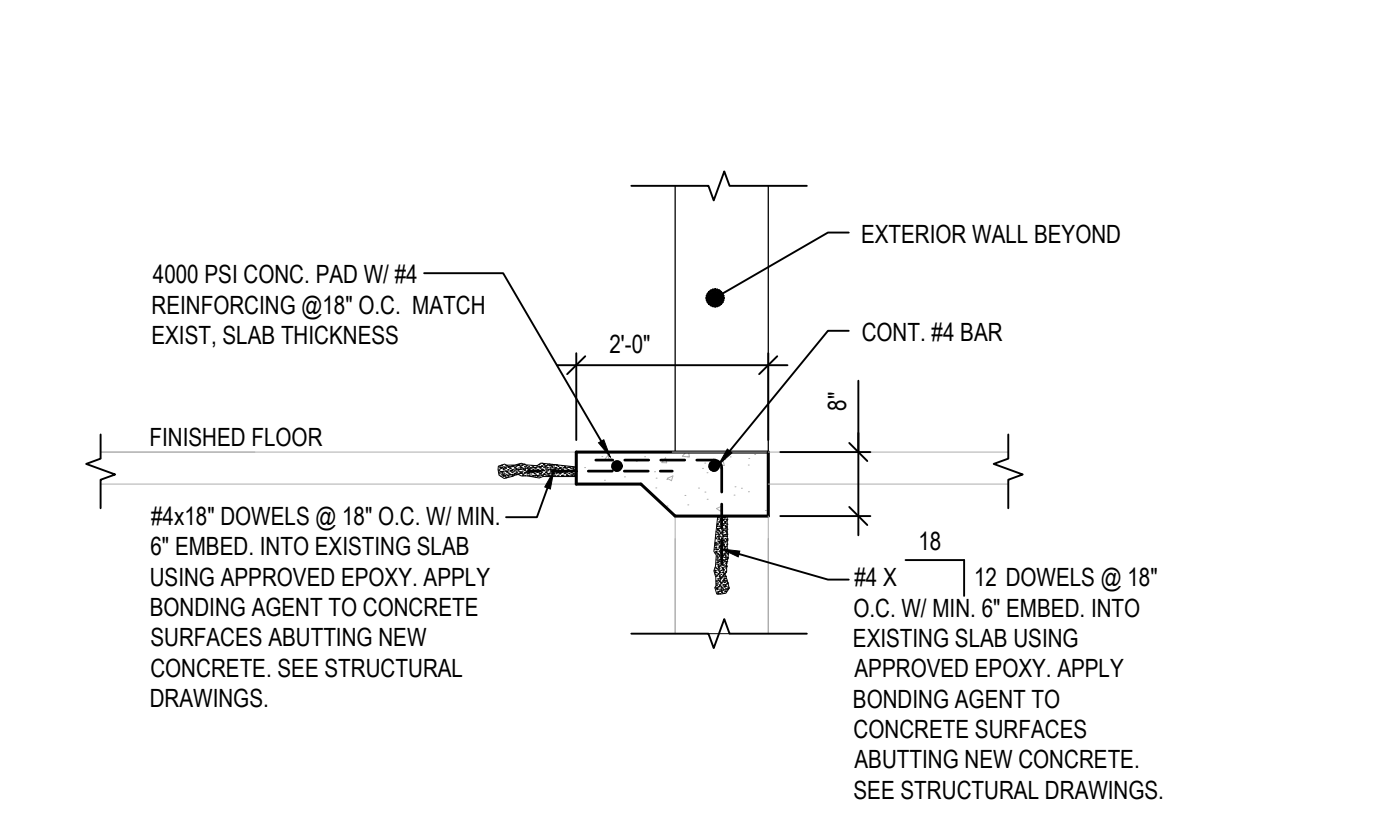 EXTERIOR WALL BEYOND
4000 PSI CONC. PAD W/ #4
REINFORCING @18" O.C. MATCH
EXIST, SLAB THICKNESS
CONT. #4 BAR
2'-0"
8"
FINISHED FLOOR
#4x18" DOWELS @ 18" O.C. W/ MIN.
6" EMBED. INTO EXISTING SLAB
USING APPROVED EPOXY. APPLY
BONDING AGENT TO CONCRETE
SURFACES ABUTTING NEW
CONCRETE. SEE STRUCTURAL
DRAWINGS.
18
#4 X 12 DOWELS @ 18"
O.C. W/ MIN. 6" EMBED. INTO
EXISTING SLAB USING
APPROVED EPOXY. APPLY
BONDING AGENT TO
CONCRETE SURFACES
ABUTTING NEW CONCRETE.
SEE STRUCTURAL DRAWINGS.